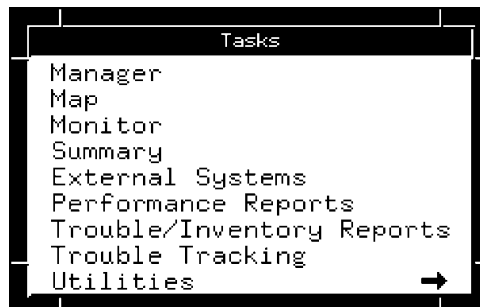 Tasks
Manager
Map
Monitor
Summary
External Systems
Performance Reports
Trouble/Inventory Reports
Trouble Tracking
Utilities →